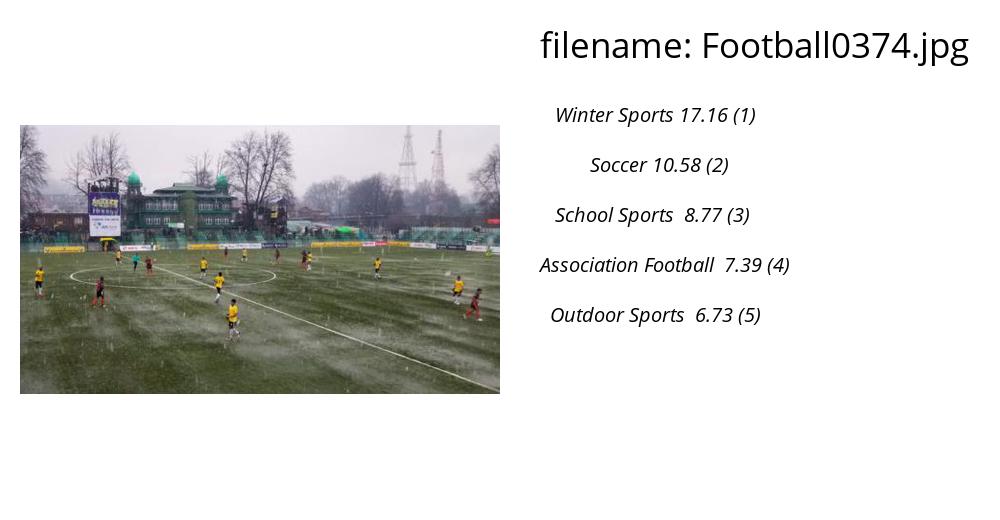 filename: Football0374.jpg
Winter Sports 17.16 (1)
Soccer 10.58 (2)
School Sports 8.77 (3)
Association Football 7.39 (4)
Outdoor Sports 6.73 (5)